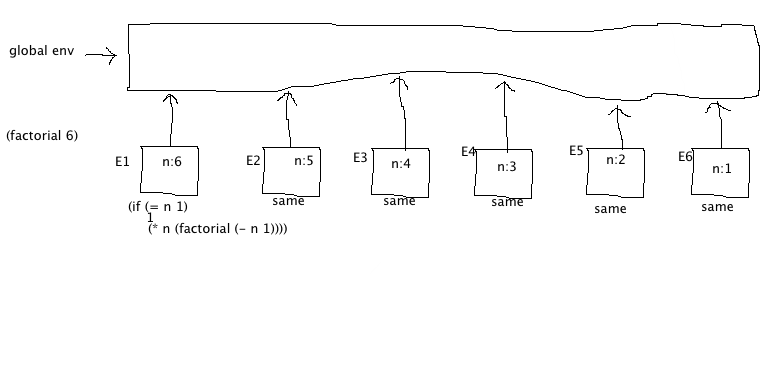 global env
(factorial 6)
E1
n:6
E2
n:5
E3
n:4
E4
n:3
E5
n:2
E6
n:1
(if (= n 1)
1
(* n (factorial (- n 1))))
same
same
same
same
same